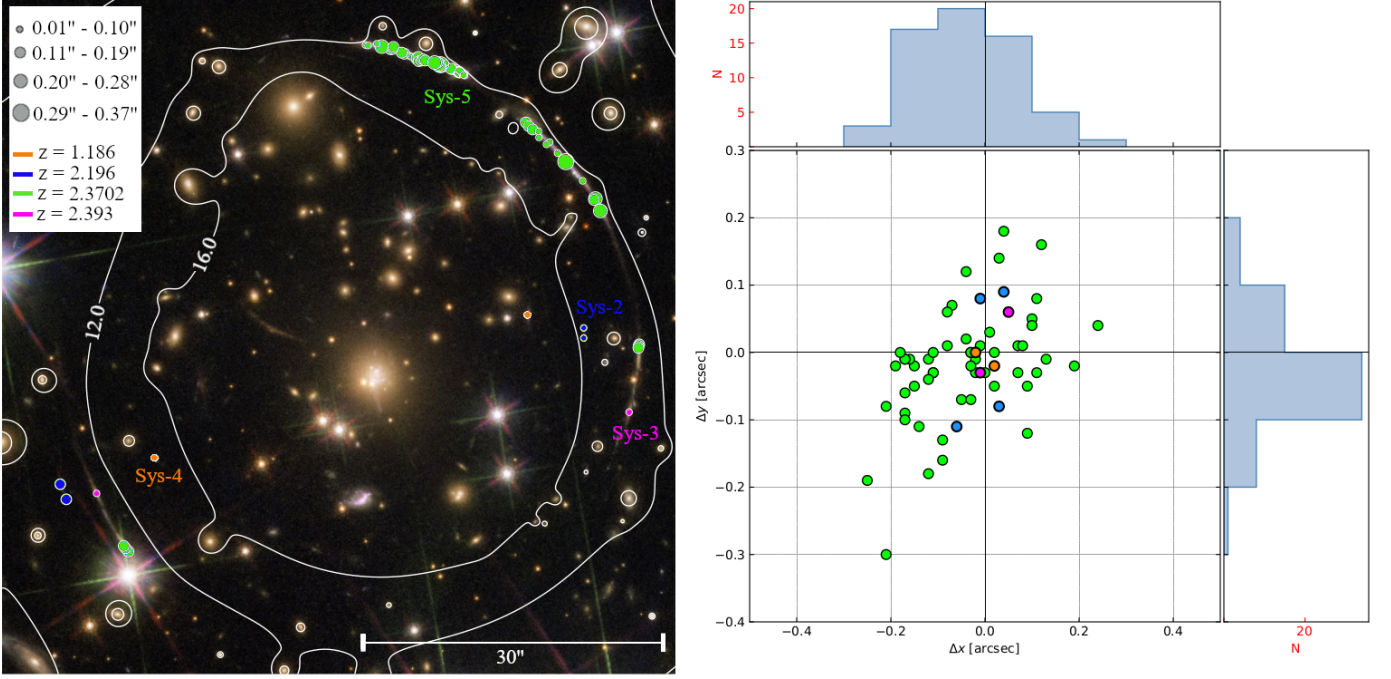 0.01" - 0.10"
0.11" - 0.19"
0.20" - 0.28"
0.29" - 0.37"
z = 1.186
z = 2.196
z = 2.3702
z = 2.393
Sys-5
16.0
12.0
Sys-2
Sys-3
Sys-4
30"
20
15
10
5
N
0.3
0.2
0.1
0.0
−0.1
−0.2
−0.3
−0.4
Δy [arcsec]
−0.4
−0.2
0.0
0.2
0.4
Δx [arcsec]
20
N